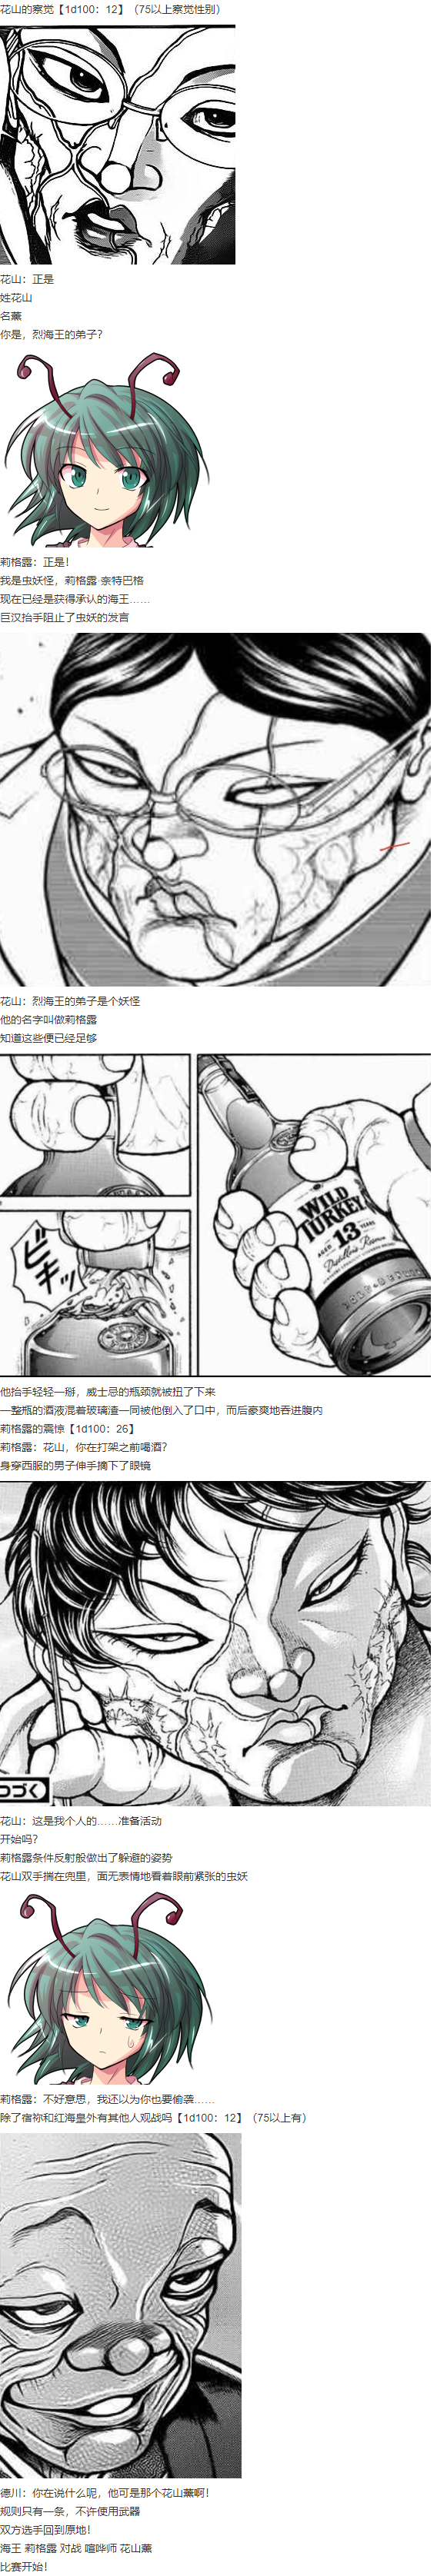 花山的察觉【1d100：12】（75以上察觉性别）
花山：正是
姓花山
名薰
你是，烈海王的弟子？
莉格露：正是！
我是虫妖怪，莉格露·奈特巴格
现在已经是获得承认的海王……
巨汉抬手阻止了虫妖的发言
花山：烈海王的弟子是个妖怪
他的名字叫做莉格露
知道这些便已经足够
WILD
TURKEY
AGED 13 YEARS
ビキッ
他抬手轻轻一掰，威士忌的瓶颈就被扭了下来
一整瓶的酒液混着玻璃渣一同被他倒入了口中，而后豪爽地吞进腹内
莉格露的震惊【1d100：26】
莉格露：花山，你在打架之前喝酒？
身穿西服的男子伸手摘下了眼镜
つづく
花山：这是我个人的……准备活动
开始吗？
莉格露条件反射般做出了躲避的姿势
花山双手揣在兜里，面无表情地看着眼前紧张的虫妖
莉格露：不好意思，我还以为你也要偷袭……
除了宿祢和红海皇外有其他人观战吗【1d100：12】（75以上有）
德川：你在说什么呢，他可是那个花山薰啊！
规则只有一条，不许使用武器
双方选手回到原地！
海王 莉格露 对战 喧哗师 花山薰
比赛开始！